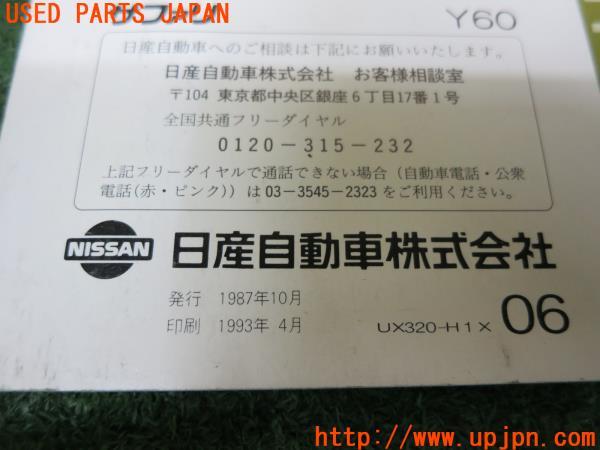 USED PARTS JAPAN
サファリ Y60
日産自動車へのご相談は下記にお願いいたします。
日産自動車株式会社 お客様相談室
〒104 東京都中央区銀座6丁目17番1号
全国共通フリーダイヤル
0120-315-232
上記フリーダイヤルで通話できない場合(自動車電話・公衆
電話(赤・ピンク))は03-3545-2323をご利用ください。
NISSAN 日産自動車株式会社
発行 1987年10月
印刷 1993年 4月 UX320-H1X 06
USED PARTS JAPAN
http://www.upjpn.com/